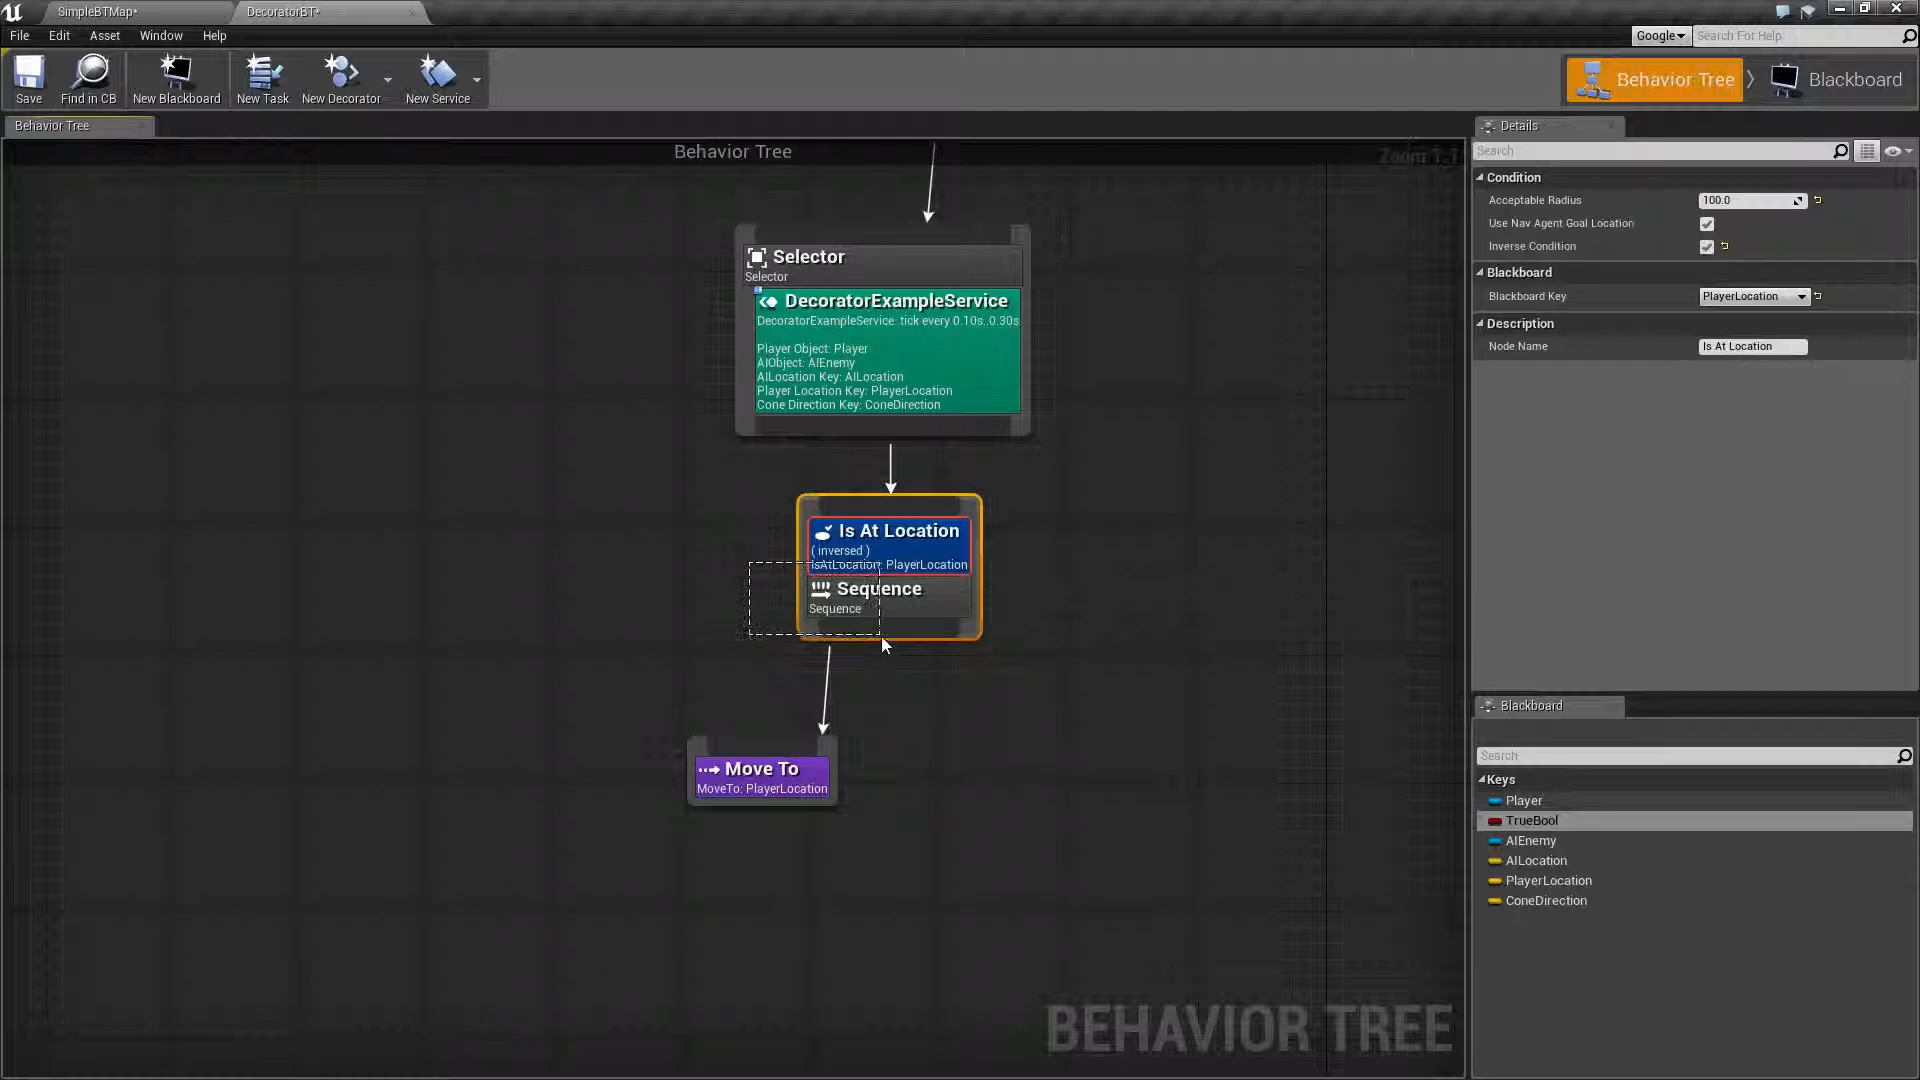 SimpleBTMap*
DecoratorBT*
File Edit Asset Window Help
Google
Search For Help
Save
Find in CB
New Blackboard
New Task
New Decorator
New Service
Behavior Tree
Blackboard
Behavior Tree
Behavior Tree
Selector
Selector
DecoratorExampleService
DecoratorExampleService: tick every 0.10s..0.30s
Player Object: Player
AIObject: AIEnemy
AILocation Key: AILocation
Player Location Key: PlayerLocation
Cone Direction Key: ConeDirection
Is At Location
( inversed )
IsAtLocation: PlayerLocation
Sequence
Sequence
Move To
MoveTo: PlayerLocation
BEHAVIOR TREE
Details
Search
Condition
Acceptable Radius 100.0
Use Nav Agent Goal Location
Inverse Condition
Blackboard
Blackboard Key PlayerLocation
Description
Node Name Is At Location
Blackboard
Search
Keys
Player
TrueBool
AIEnemy
AILocation
PlayerLocation
ConeDirection